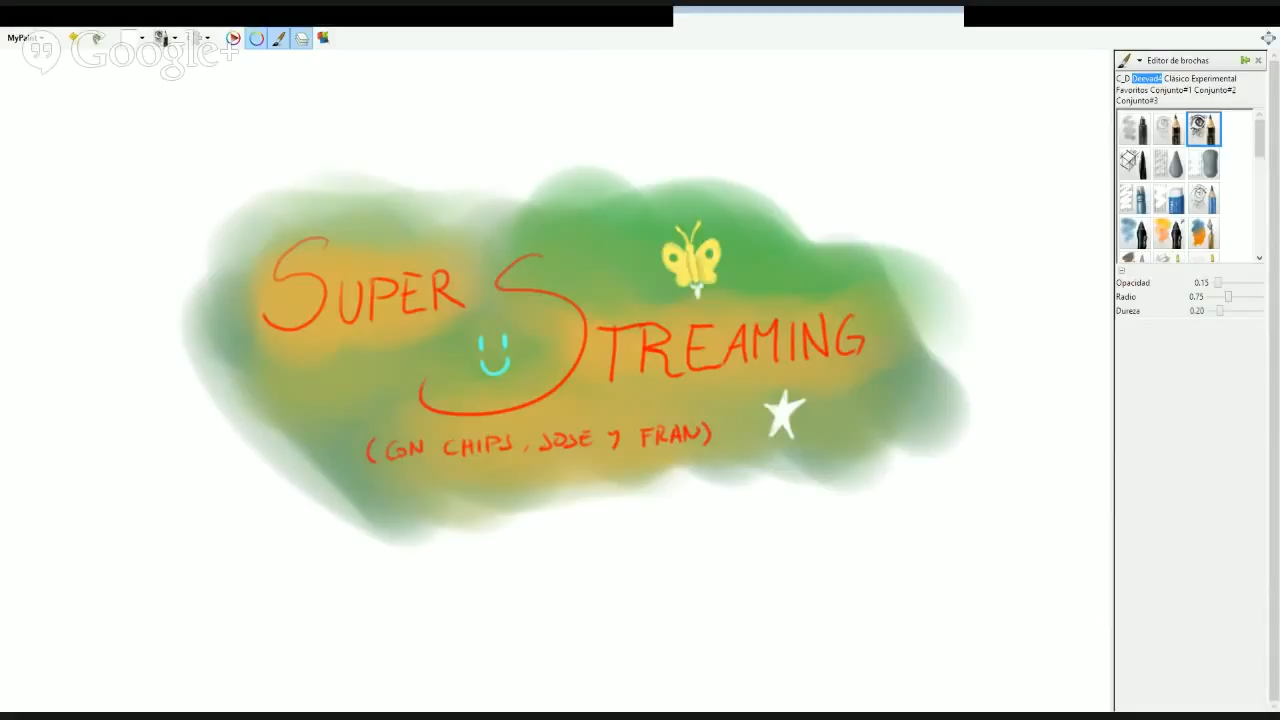 MyPaint
Google+
Editor de brochas
C_D Deevad4 Clásico Experimental
Favoritos Conjunto#1 Conjunto#2
Conjunto#3
SUPER
STREAMING
(CON CHIPS, JOSE Y FRAN)
Opacidad 0.15
Radio 0.75
Dureza 0.20